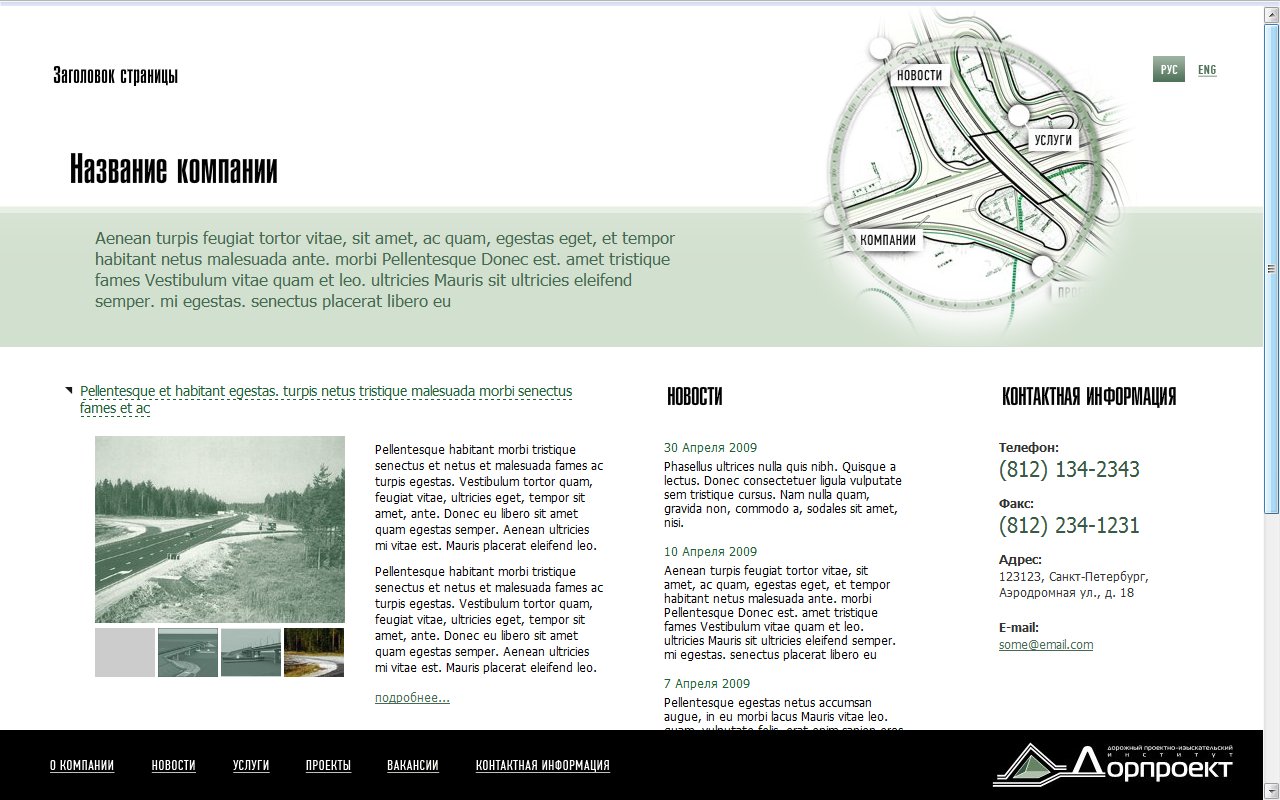 Заголовок страницы
РУС
ENG
НОВОСТИ
УСЛУГИ
КОМПАНИИ
Название компании
Aenean turpis feugiat tortor vitae, sit amet, ac quam, egestas eget, et tempor
habitant netus malesuada ante. morbi Pellentesque Donec est. amet tristique
fames Vestibulum vitae quam et leo. ultricies Mauris sit ultricies eleifend
semper. mi egestas. senectus placerat libero eu
Pellentesque et habitant egestas. turpis netus tristique malesuada morbi senectus
fames et ac
Pellentesque habitant morbi tristique
senectus et netus et malesuada fames ac
turpis egestas. Vestibulum tortor quam,
feugiat vitae, ultricies eget, tempor sit
amet, ante. Donec eu libero sit amet
quam egestas semper. Aenean ultricies
mi vitae est. Mauris placerat eleifend leo.
Pellentesque habitant morbi tristique
senectus et netus et malesuada fames ac
turpis egestas. Vestibulum tortor quam,
feugiat vitae, ultricies eget, tempor sit
amet, ante. Donec eu libero sit amet
quam egestas semper. Aenean ultricies
mi vitae est. Mauris placerat eleifend leo.
подробнее...
НОВОСТИ
30 Апреля 2009
Phasellus ultrices nulla quis nibh. Quisque a
lectus. Donec consectetuer ligula vulputate
sem tristique cursus. Nam nulla quam,
gravida non, commodo a, sodales sit amet,
nisi.
10 Апреля 2009
Aenean turpis feugiat tortor vitae, sit
amet, ac quam, egestas eget, et tempor
habitant netus malesuada ante. morbi
Pellentesque Donec est. amet tristique
fames Vestibulum vitae quam et leo.
ultricies Mauris sit ultricies eleifend semper.
mi egestas. senectus placerat libero eu
7 Апреля 2009
Pellentesque egestas netus accumsan
augue, in eu morbi lacus Mauris vitae leo.
quam, vulputate felis, erat enim sapien eros
КОНТАКТНАЯ ИНФОРМАЦИЯ
Телефон:
(812) 134-2343
Факс:
(812) 234-1231
Адрес:
123123, Санкт-Петербург,
Аэродромная ул., д. 18
E-mail:
some@email.com
О КОМПАНИИ
НОВОСТИ
УСЛУГИ
ПРОЕКТЫ
ВАКАНСИИ
КОНТАКТНАЯ ИНФОРМАЦИЯ
дорожный проектно-изыскательский
институт
Дорпроект